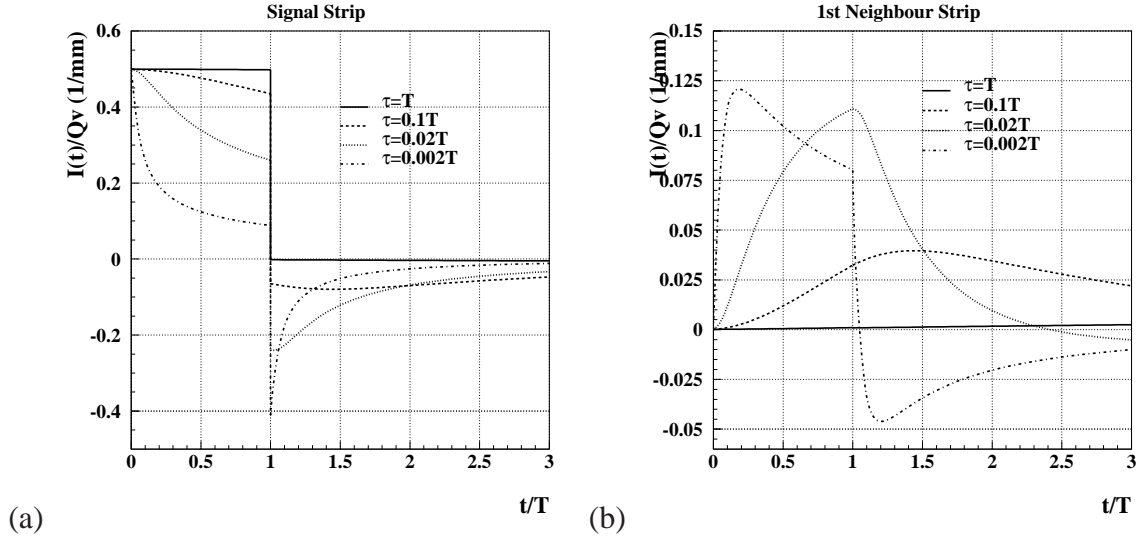 Signal Strip
I(t)/Qv (1/mm)
0.6
0.4
0.2
0
-0.2
-0.4
τ=T
τ=0.1T
τ=0.02T
τ=0.002T
0 0.5 1 1.5 2 2.5 3
t/T
(a)
1st Neighbour Strip
I(t)/Qv (1/mm)
0.15
0.125
0.1
0.075
0.05
0.025
0
-0.025
-0.05
τ=T
τ=0.1T
τ=0.02T
τ=0.002T
0 0.5 1 1.5 2 2.5 3
t/T
(b)